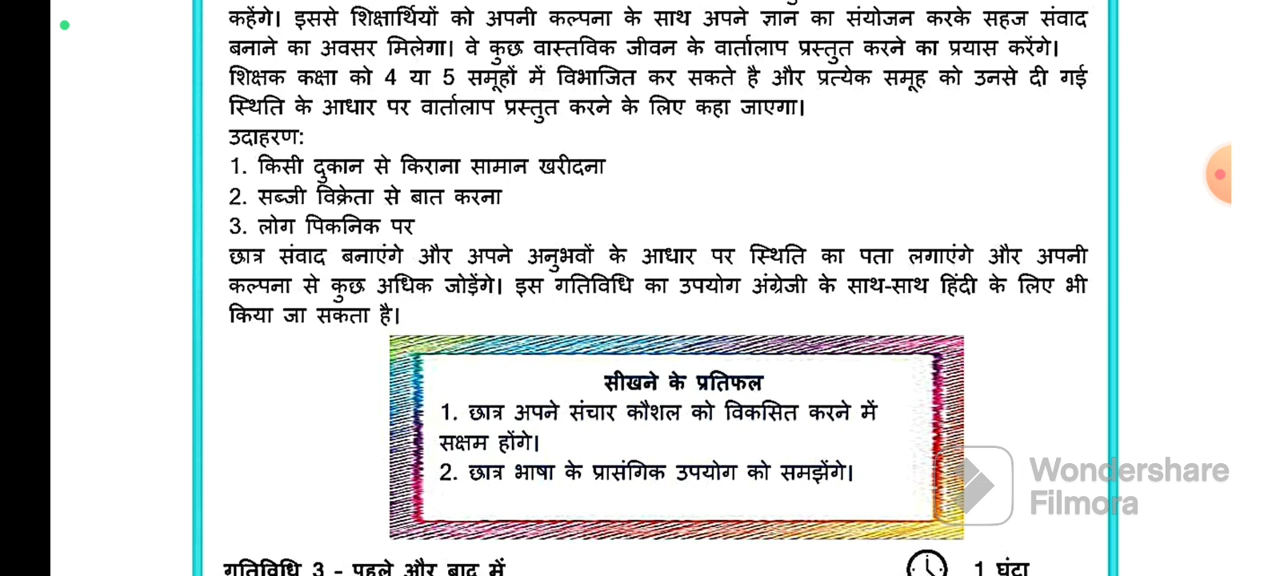 कहेंगे। इससे शिक्षार्थियों को अपनी कल्पना के साथ अपने ज्ञान का संयोजन करके सहज संवाद
बनाने का अवसर मिलेगा। वे कुछ वास्तविक जीवन के वार्तालाप प्रस्तुत करने का प्रयास करेंगे।
शिक्षक कक्षा को 4 या 5 समूहों में विभाजित कर सकते है और प्रत्येक समूह को उनसे दी गई
स्थिति के आधार पर वार्तालाप प्रस्तुत करने के लिए कहा जाएगा।
उदाहरण:
1. किसी दुकान से किराना सामान खरीदना
2. सब्जी विक्रेता से बात करना
3. लोग पिकनिक पर
छात्र संवाद बनाएंगे और अपने अनुभवों के आधार पर स्थिति का पता लगाएंगे और अपनी
कल्पना से कुछ अधिक जोड़ेंगे। इस गतिविधि का उपयोग अंग्रेजी के साथ-साथ हिंदी के लिए भी
किया जा सकता है।
सीखने के प्रतिफल
1. छात्र अपने संचार कौशल को विकसित करने में
सक्षम होंगे।
2. छात्र भाषा के प्रासंगिक उपयोग को समझेंगे।
Wondershare
Filmora
गतिविधि 3 - पहले और बाद में
1 घंटा